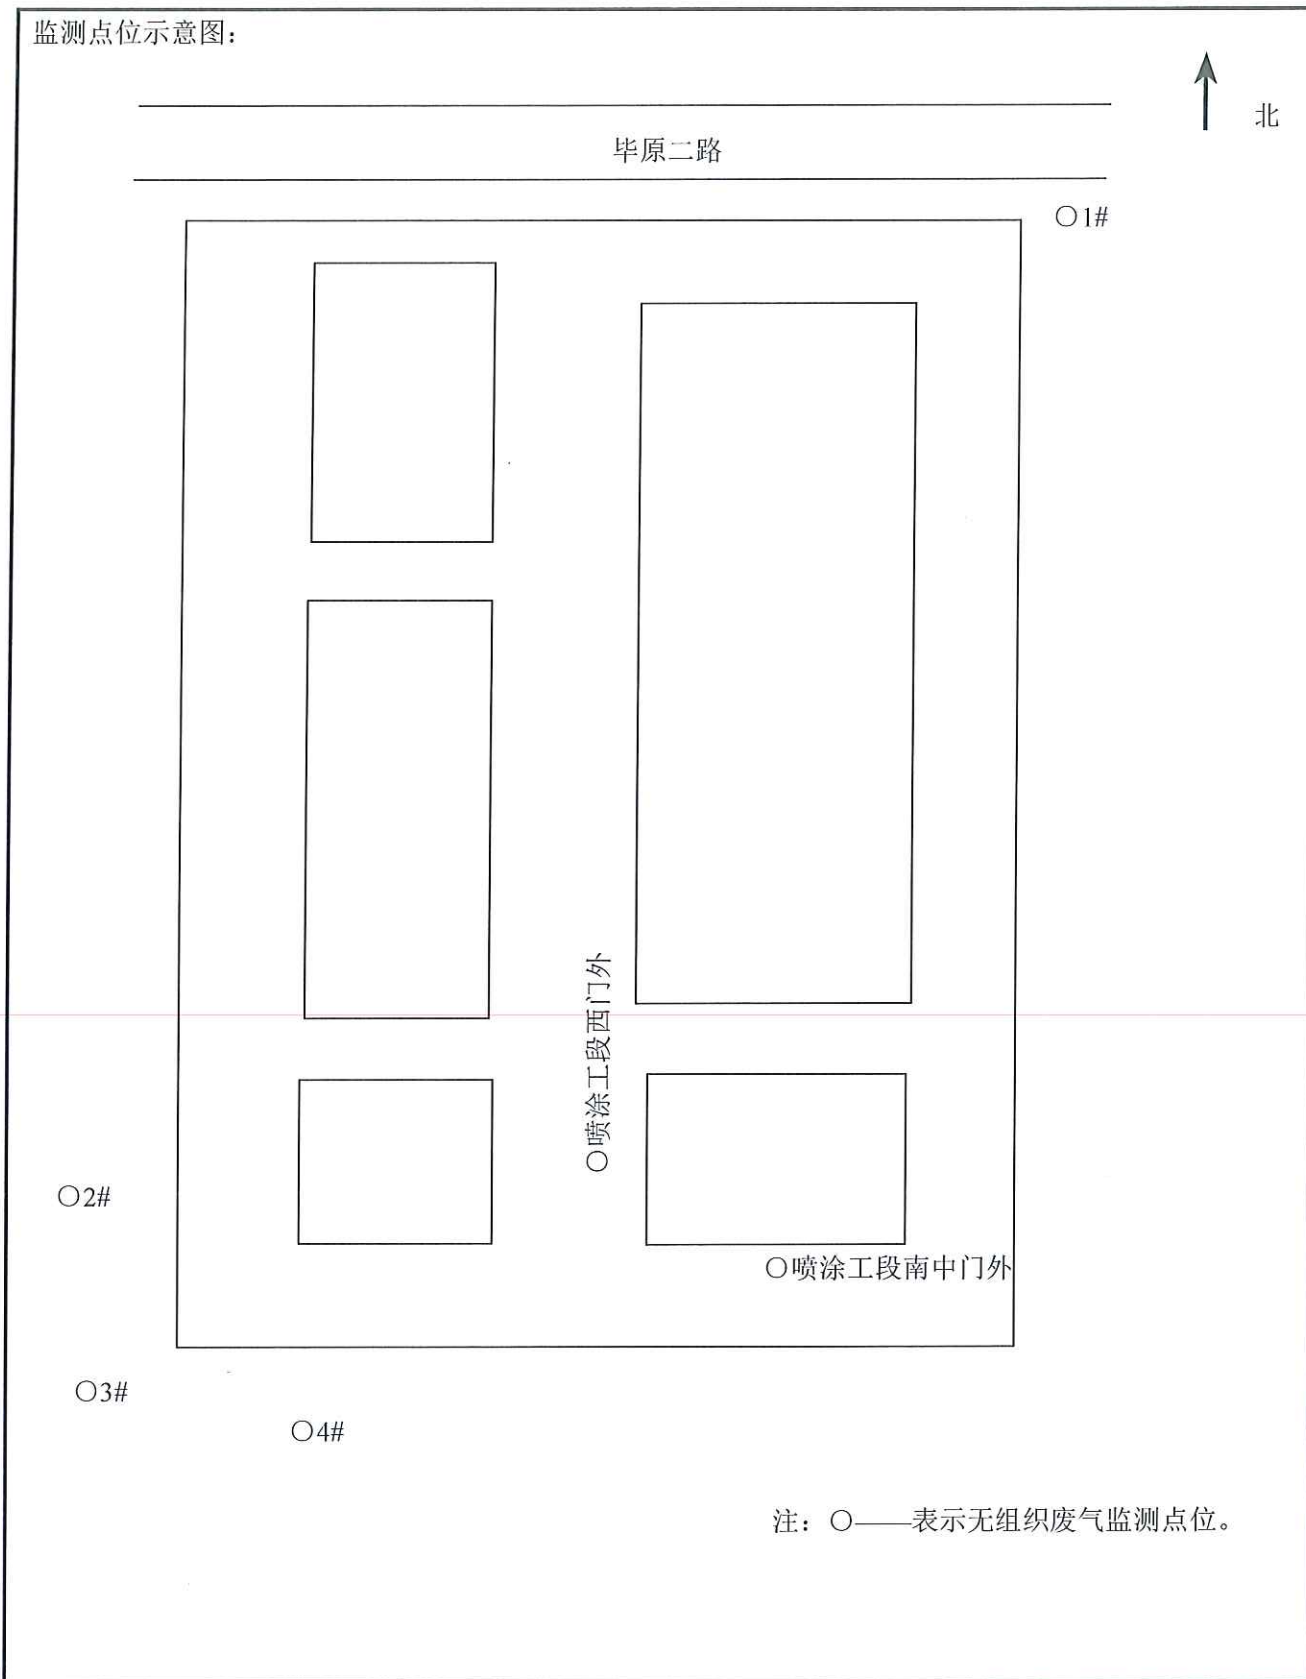 监测点位示意图：
北
毕原二路
○1#
○喷涂工段西门外
○2#
○喷涂工段南中门外
○3#
○4#
注：○——表示无组织废气监测点位。